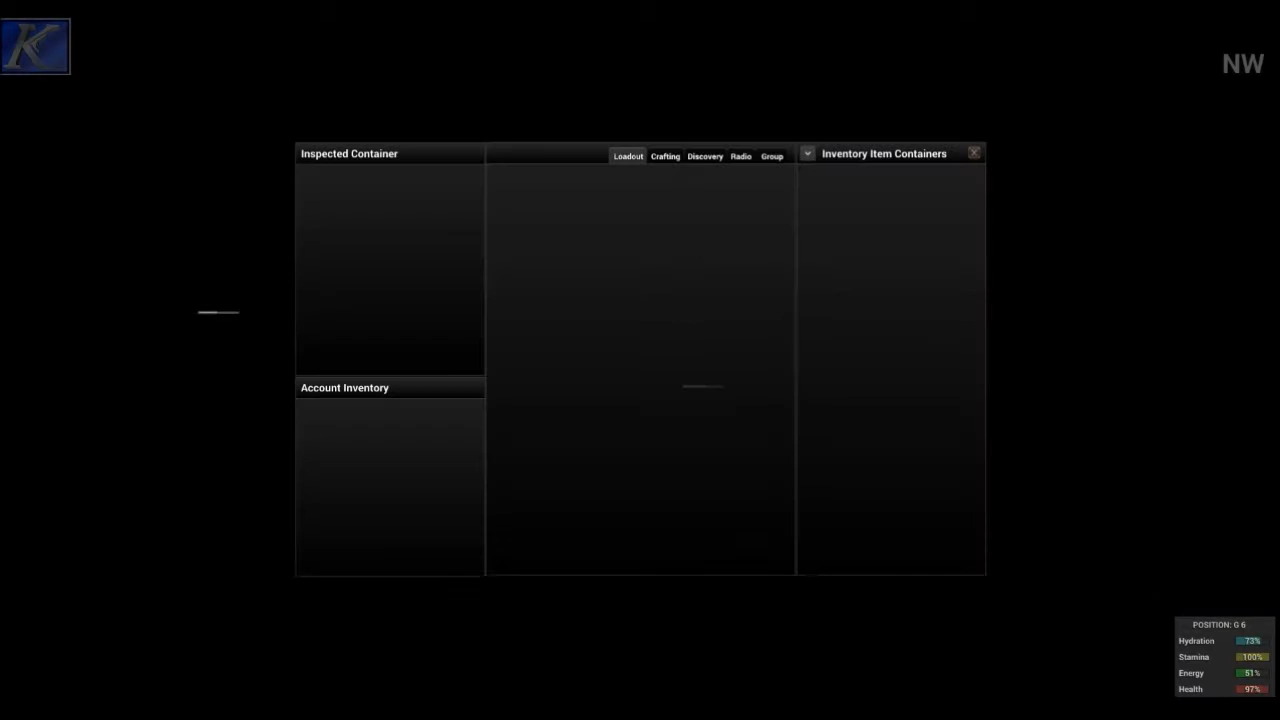 K
NW
Inspected Container
Loadout Crafting Discovery Radio Group
Inventory Item Containers
Account Inventory
POSITION: G 6
Hydration 73%
Stamina 100%
Energy 51%
Health 97%